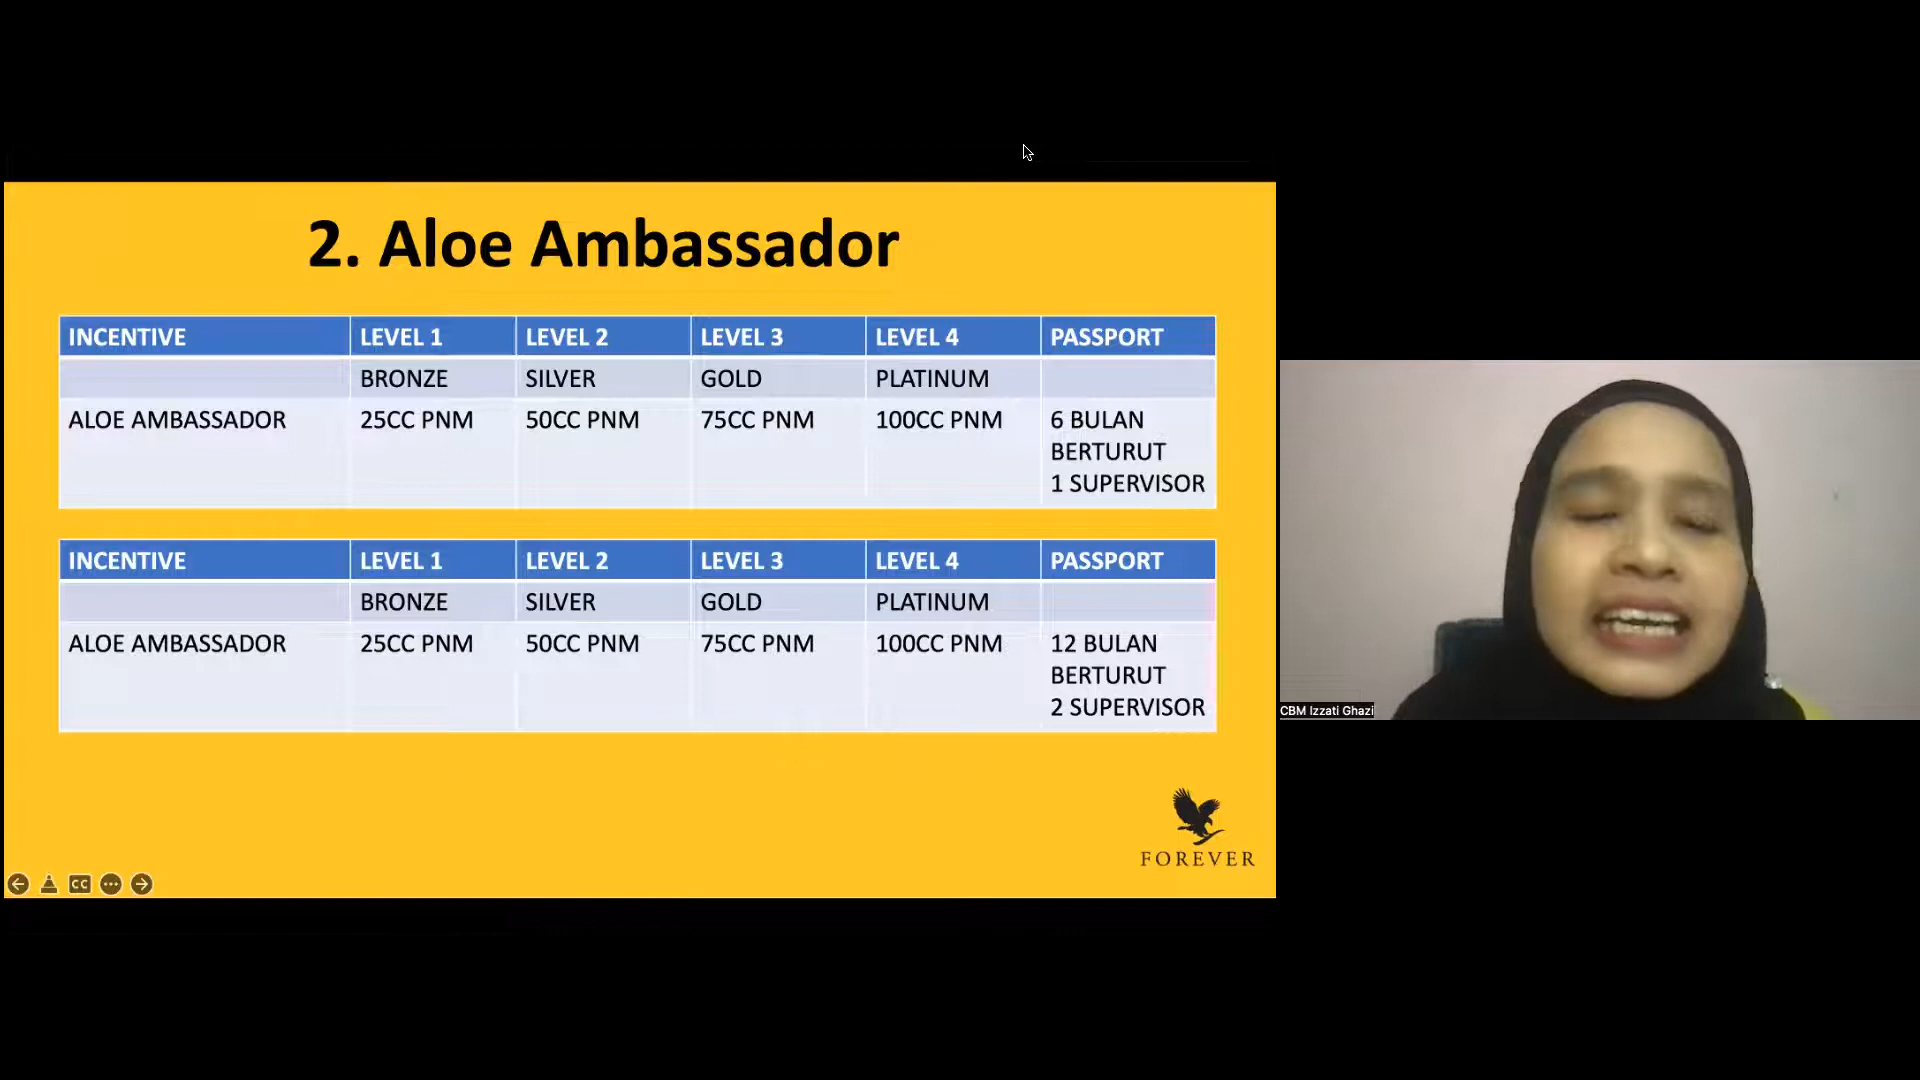 2. Aloe Ambassador
INCENTIVE LEVEL 1 LEVEL 2 LEVEL 3 LEVEL 4 PASSPORT
BRONZE SILVER GOLD PLATINUM
ALOE AMBASSADOR 25CC PNM 50CC PNM 75CC PNM 100CC PNM 6 BULAN
BERTURUT
1 SUPERVISOR
INCENTIVE LEVEL 1 LEVEL 2 LEVEL 3 LEVEL 4 PASSPORT
BRONZE SILVER GOLD PLATINUM
ALOE AMBASSADOR 25CC PNM 50CC PNM 75CC PNM 100CC PNM 12 BULAN
BERTURUT
2 SUPERVISOR
FOREVER
CC
CBM Izzati Ghazi